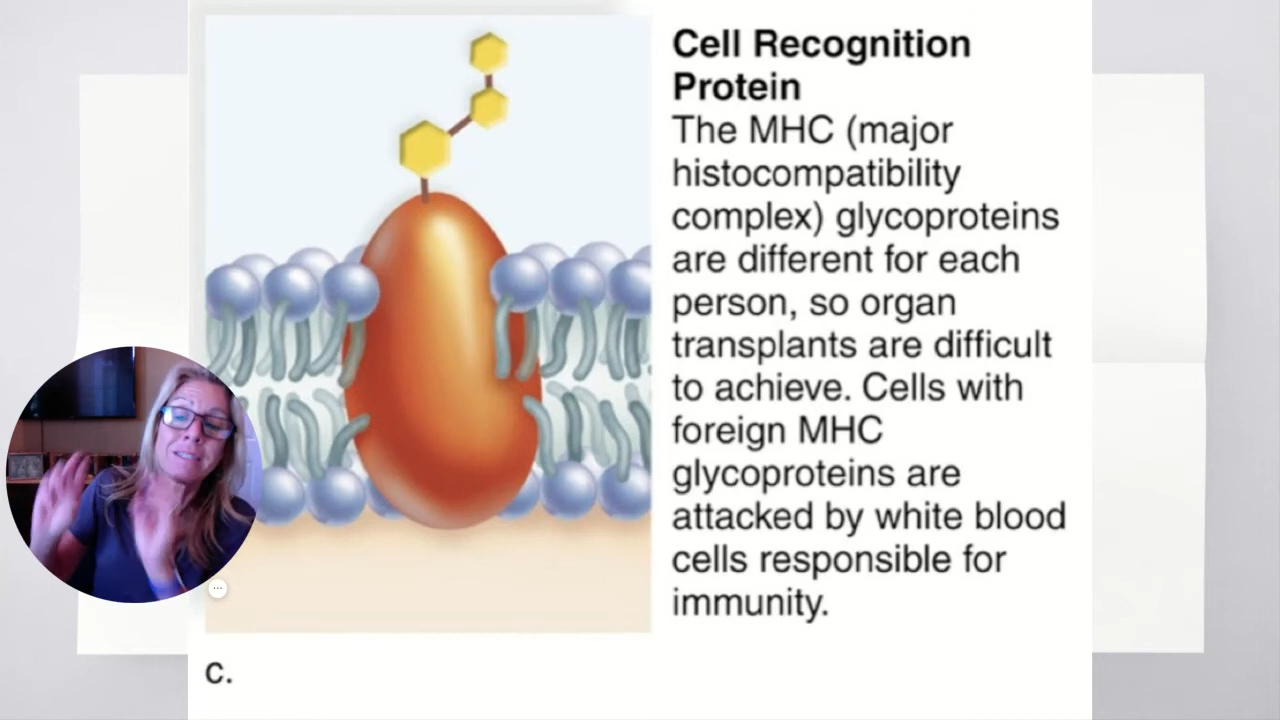 Cell Recognition
Protein
The MHC (major
histocompatibility
complex) glycoproteins
are different for each
person, so organ
transplants are difficult
to achieve. Cells with
foreign MHC
glycoproteins are
attacked by white blood
cells responsible for
immunity.
c.